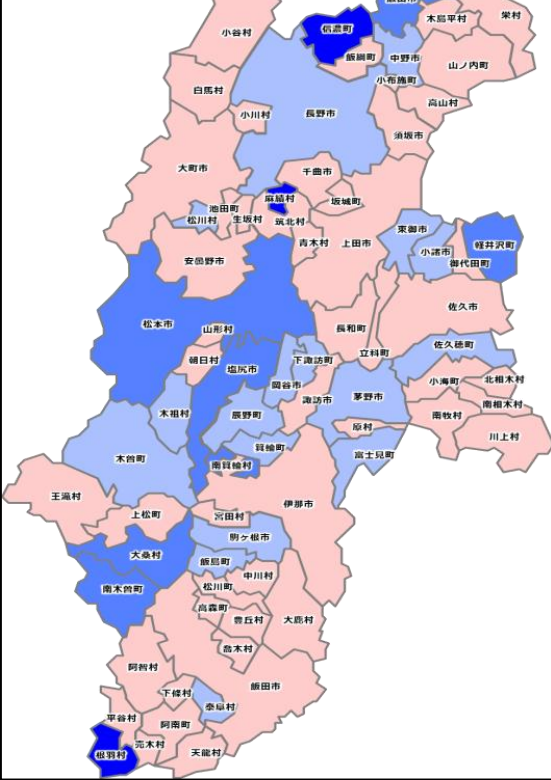 栄村
木島平村
信濃町
小谷村
飯綱町
中野市
山ノ内町
小布施町
白馬村
高山村
小川村
長野市
須坂市
大町市
千曲市
麻績村
坂城町
池田町
松川村
生坂村
筑北村
東御市
青木村
上田市
軽井沢町
小諸市
安曇野市
御代田町
佐久市
松本市
山形村
長和町
佐久穂町
立科町
下諏訪町
朝日村
塩尻市
小海町
北相木村
岡谷市
茅野市
諏訪市
南相木村
木祖村
辰野町
南牧村
原村
川上村
箕輪町
富士見町
木曽町
南箕輪村
王滝村
伊那市
上松町
宮田村
駒ヶ根市
大桑村
飯島町
中川村
松川町
南木曽町
高森町
豊丘村
大鹿村
喬木村
阿智村
飯田市
下條村
泰阜村
平谷村
阿南町
売木村
天龍村
根羽村